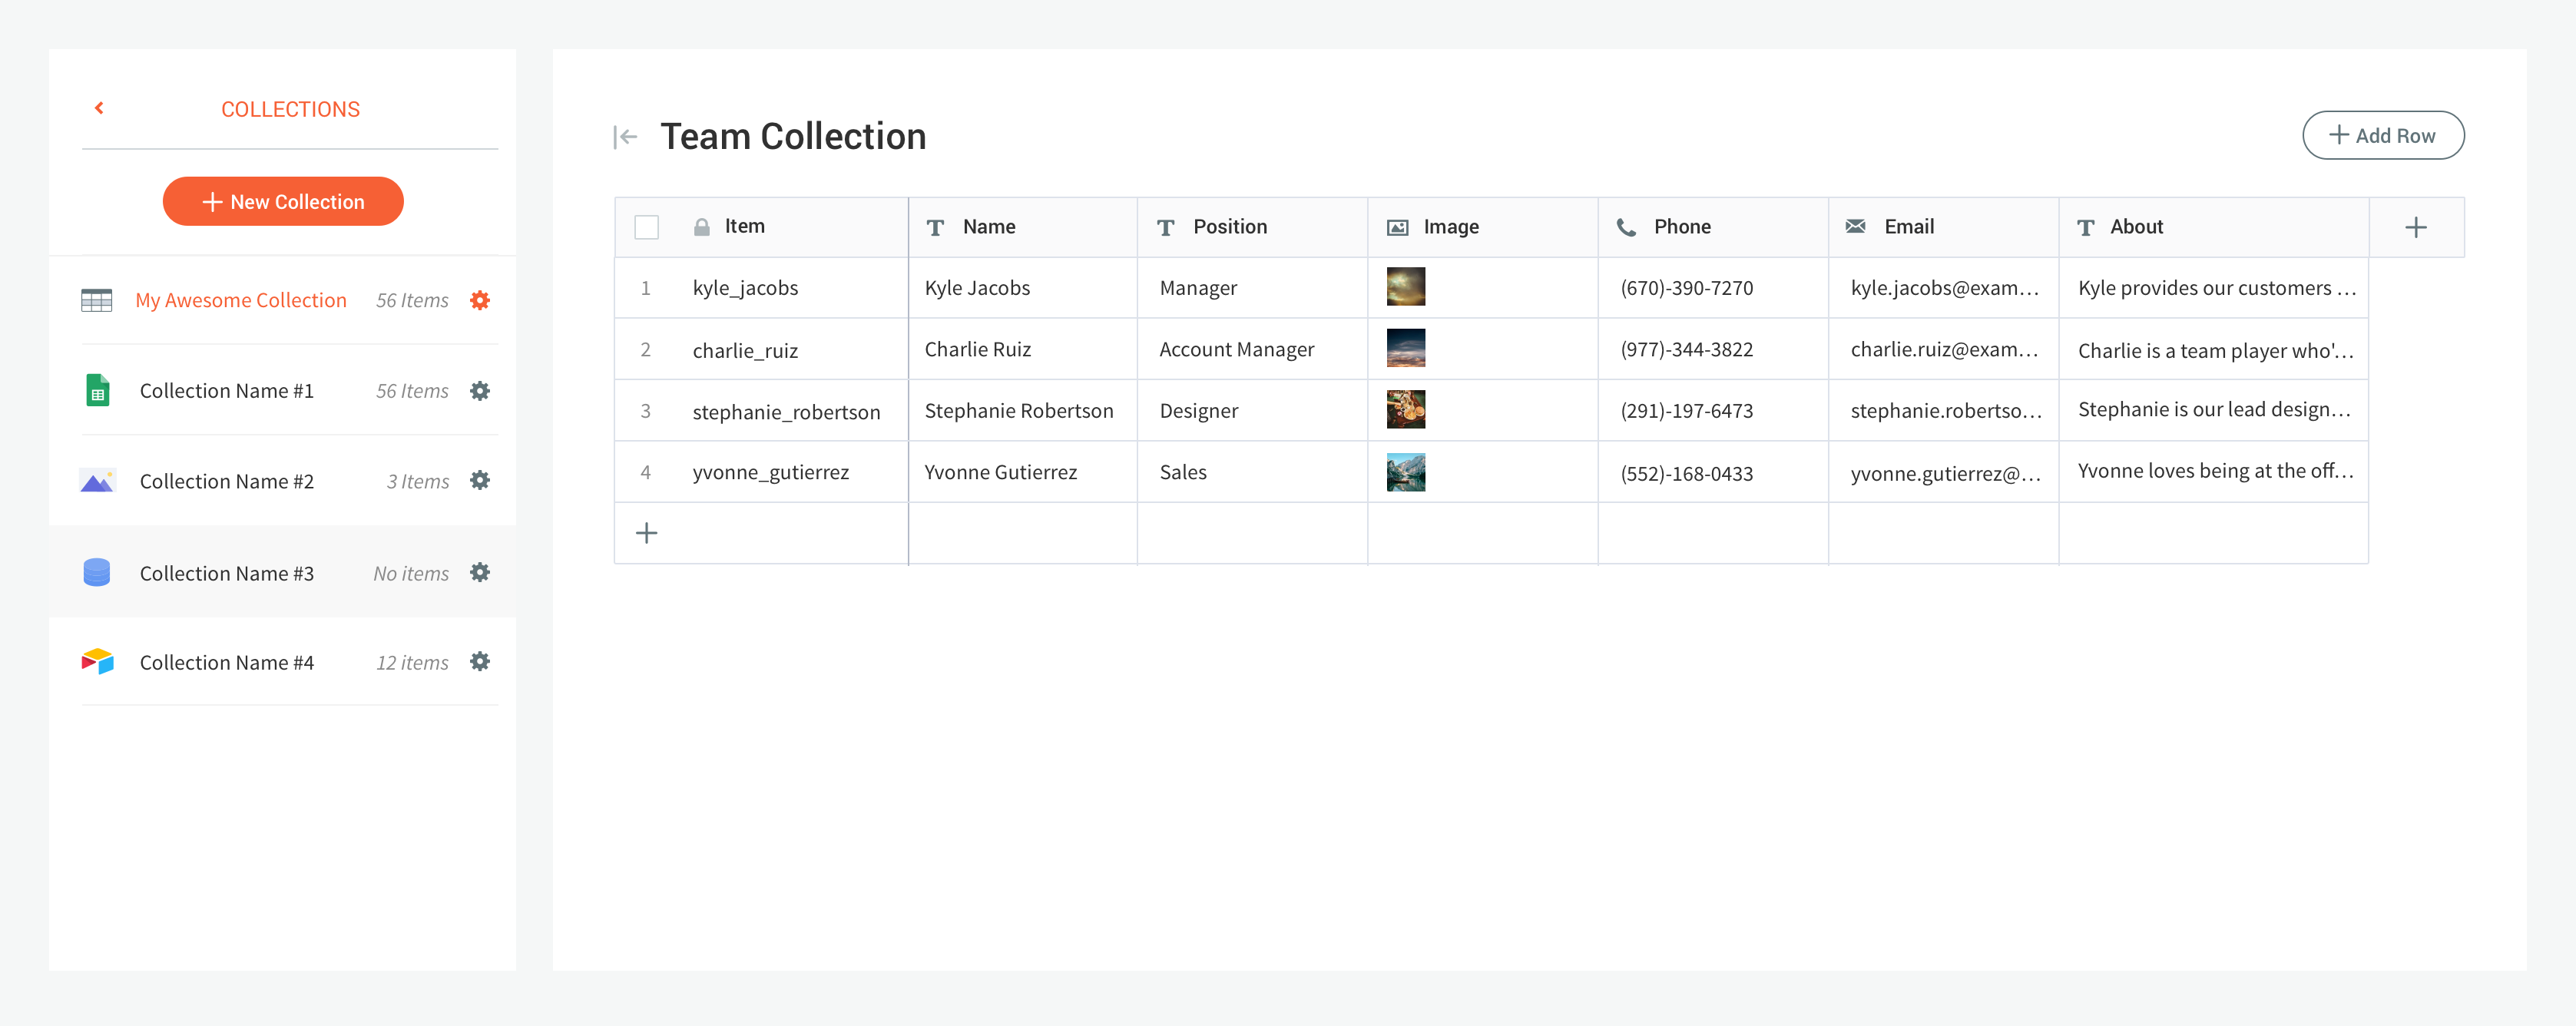 COLLECTIONS
New Collection
My Awesome Collection 56 Items
Collection Name #1 56 Items
Collection Name #2 3 Items
Collection Name #3 No items
Collection Name #4 12 items
Team Collection
Add Row
Item Name Position Image Phone Email About
1 kyle_jacobs Kyle Jacobs Manager (670)-390-7270 kyle.jacobs@exam... Kyle provides our customers ...
2 charlie_ruiz Charlie Ruiz Account Manager (977)-344-3822 charlie.ruiz@exam... Charlie is a team player who'...
3 stephanie_robertson Stephanie Robertson Designer (291)-197-6473 stephanie.robertso... Stephanie is our lead design...
4 yvonne_gutierrez Yvonne Gutierrez Sales (552)-168-0433 yvonne.gutierrez@... Yvonne loves being at the off...